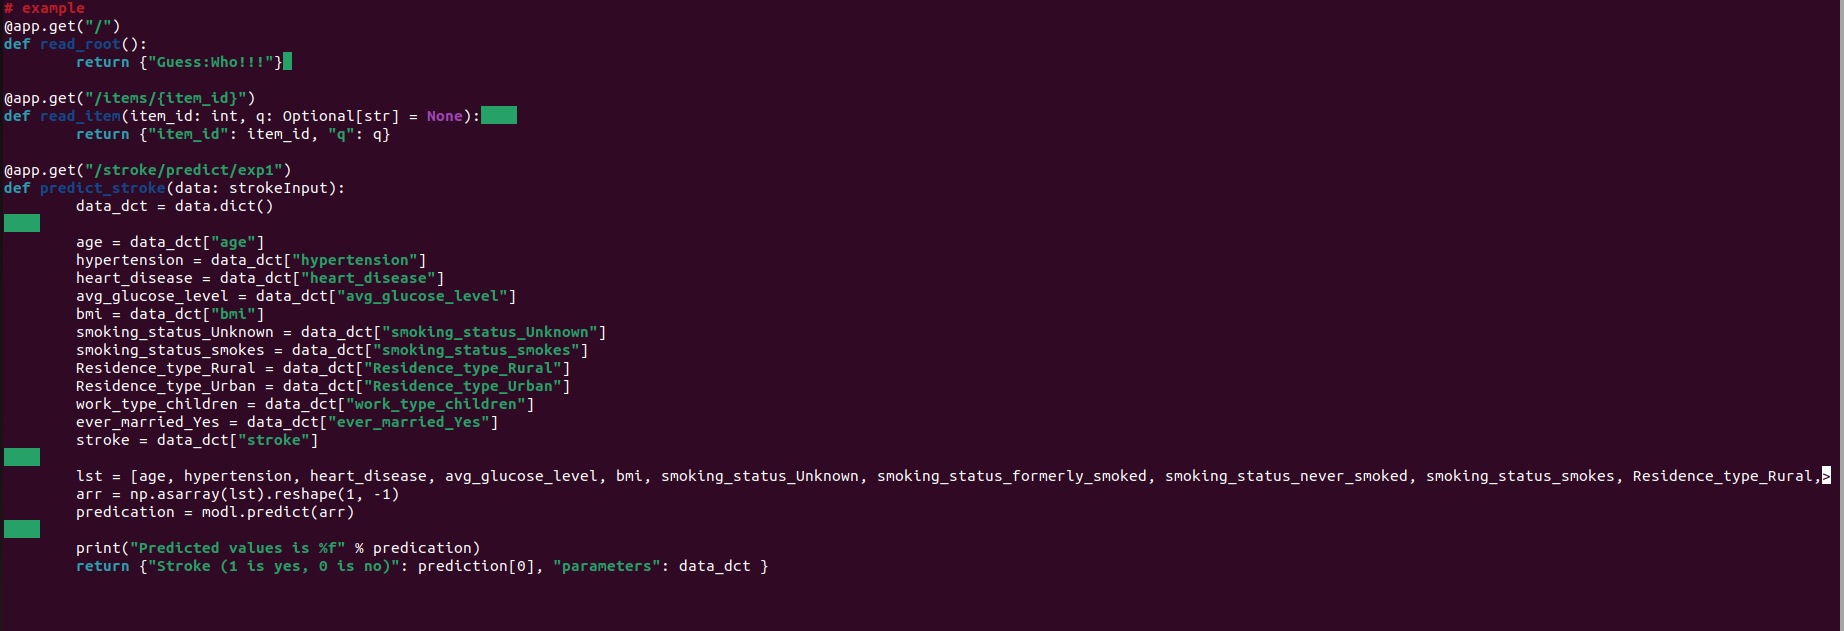 # example
@app.get("/")
def read_root():
        return {"Guess:Who!!!"}

@app.get("/items/{item_id}")
def read_item(item_id: int, q: Optional[str] = None):
        return {"item_id": item_id, "q": q}

@app.get("/stroke/predict/exp1")
def predict_stroke(data: strokeInput):
        data_dct = data.dict()

        age = data_dct["age"]
        hypertension = data_dct["hypertension"]
        heart_disease = data_dct["heart_disease"]
        avg_glucose_level = data_dct["avg_glucose_level"]
        bmi = data_dct["bmi"]
        smoking_status_Unknown = data_dct["smoking_status_Unknown"]
        smoking_status_smokes = data_dct["smoking_status_smokes"]
        Residence_type_Rural = data_dct["Residence_type_Rural"]
        Residence_type_Urban = data_dct["Residence_type_Urban"]
        work_type_children = data_dct["work_type_children"]
        ever_married_Yes = data_dct["ever_married_Yes"]
        stroke = data_dct["stroke"]

        lst = [age, hypertension, heart_disease, avg_glucose_level, bmi, smoking_status_Unknown, smoking_status_formerly_smoked, smoking_status_never_smoked, smoking_status_smokes, Residence_type_Rural,>
        arr = np.asarray(lst).reshape(1, -1)
        predication = modl.predict(arr)

        print("Predicted values is %f" % predication)
        return {"Stroke (1 is yes, 0 is no)": prediction[0], "parameters": data_dct }